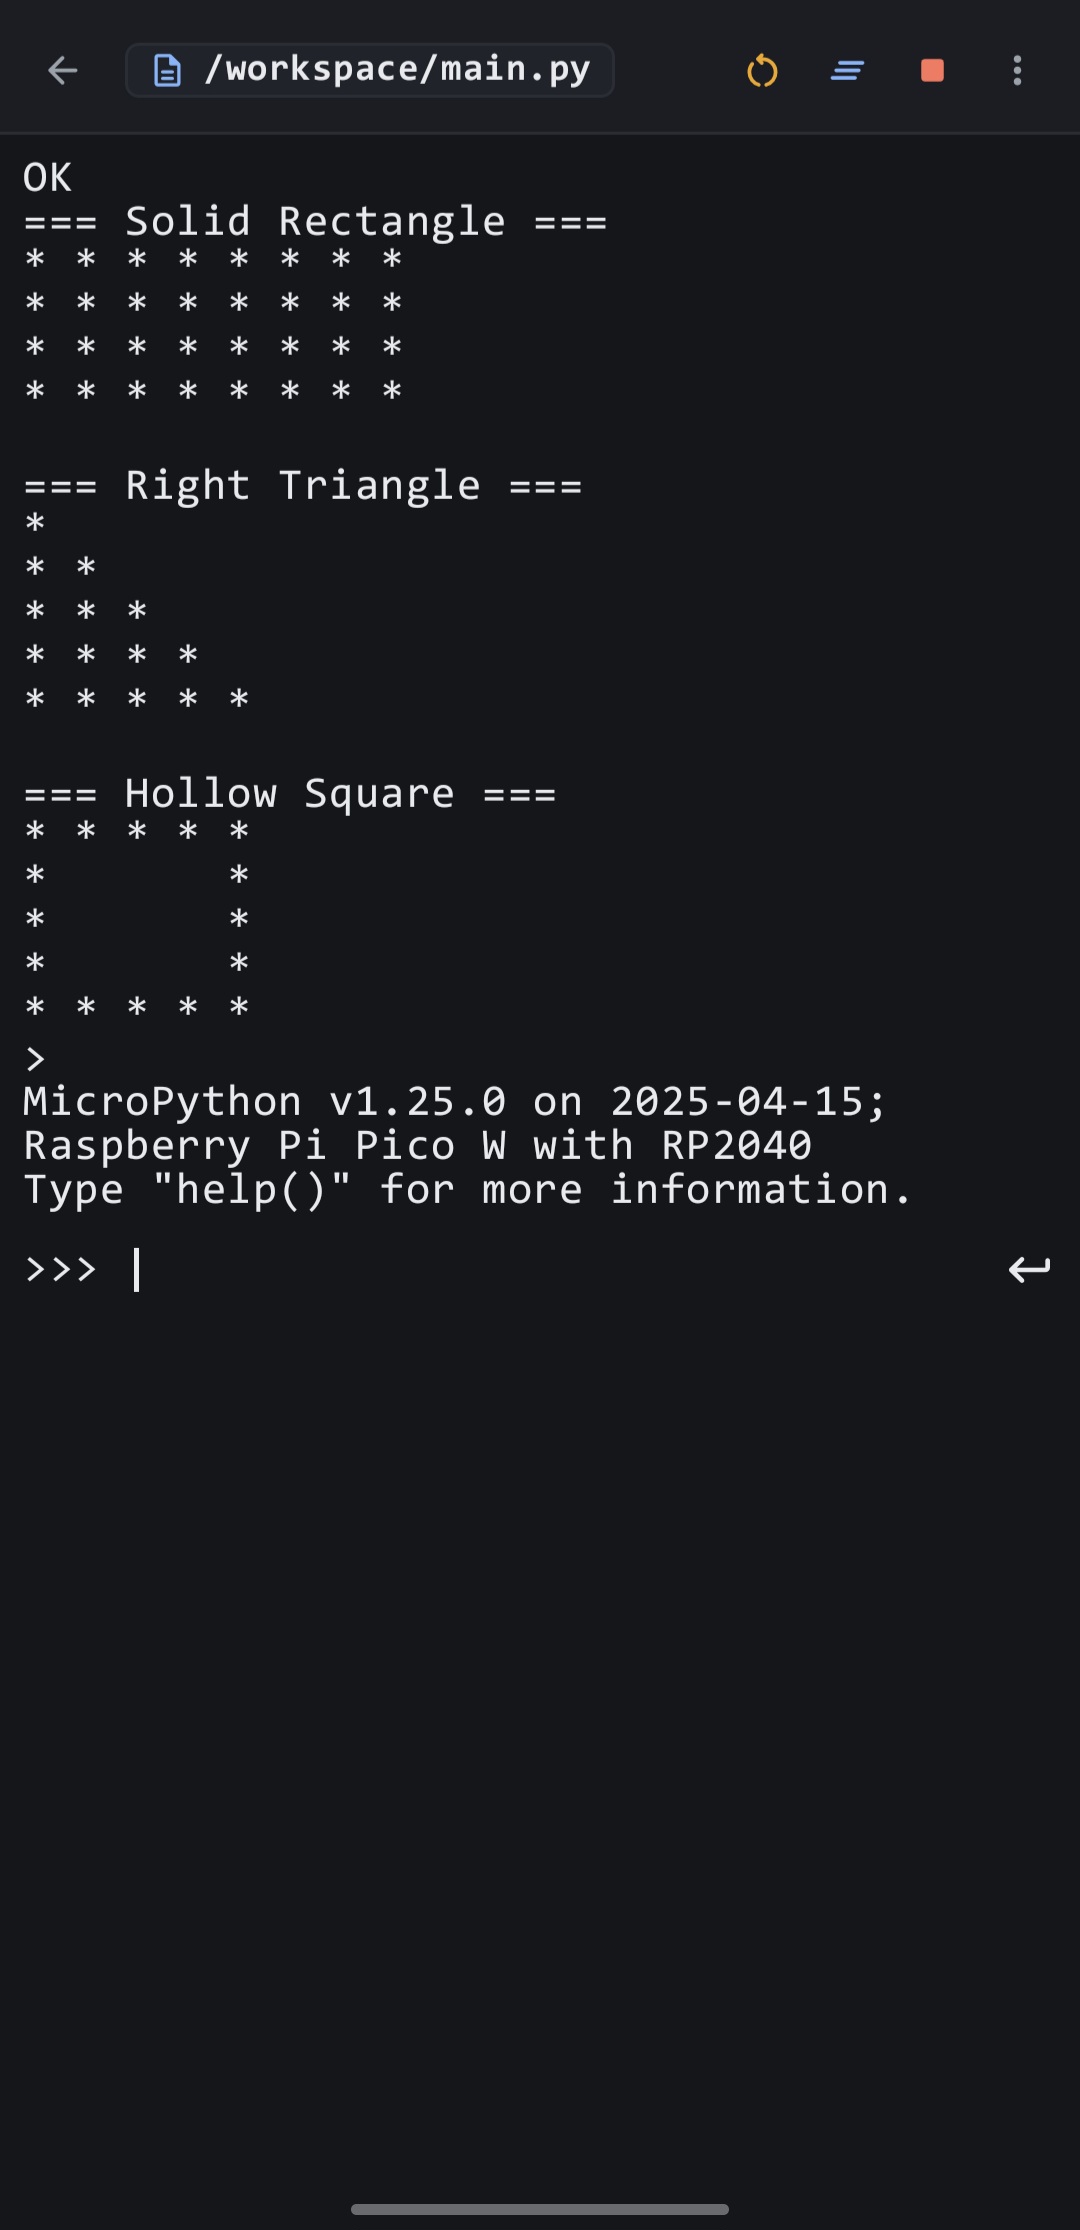 /workspace/main.py
OK
=== Solid Rectangle ===
* * * * * * * *
* * * * * * * *
* * * * * * * *
* * * * * * * *

=== Right Triangle ===
*
* *
* * *
* * * *
* * * * *

=== Hollow Square ===
* * * * *
*       *
*       *
*       *
* * * * *
>
MicroPython v1.25.0 on 2025-04-15;
Raspberry Pi Pico W with RP2040
Type "help()" for more information.
>>>